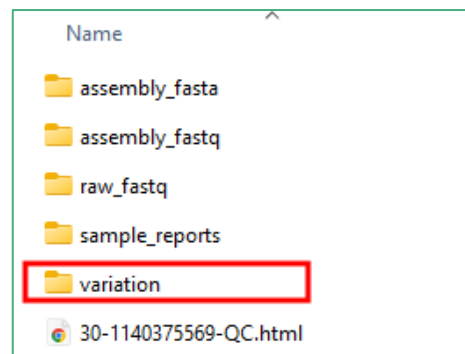 Name
assembly_fasta
assembly_fastq
raw_fastq
sample_reports
variation
30-1140375569-QC.html